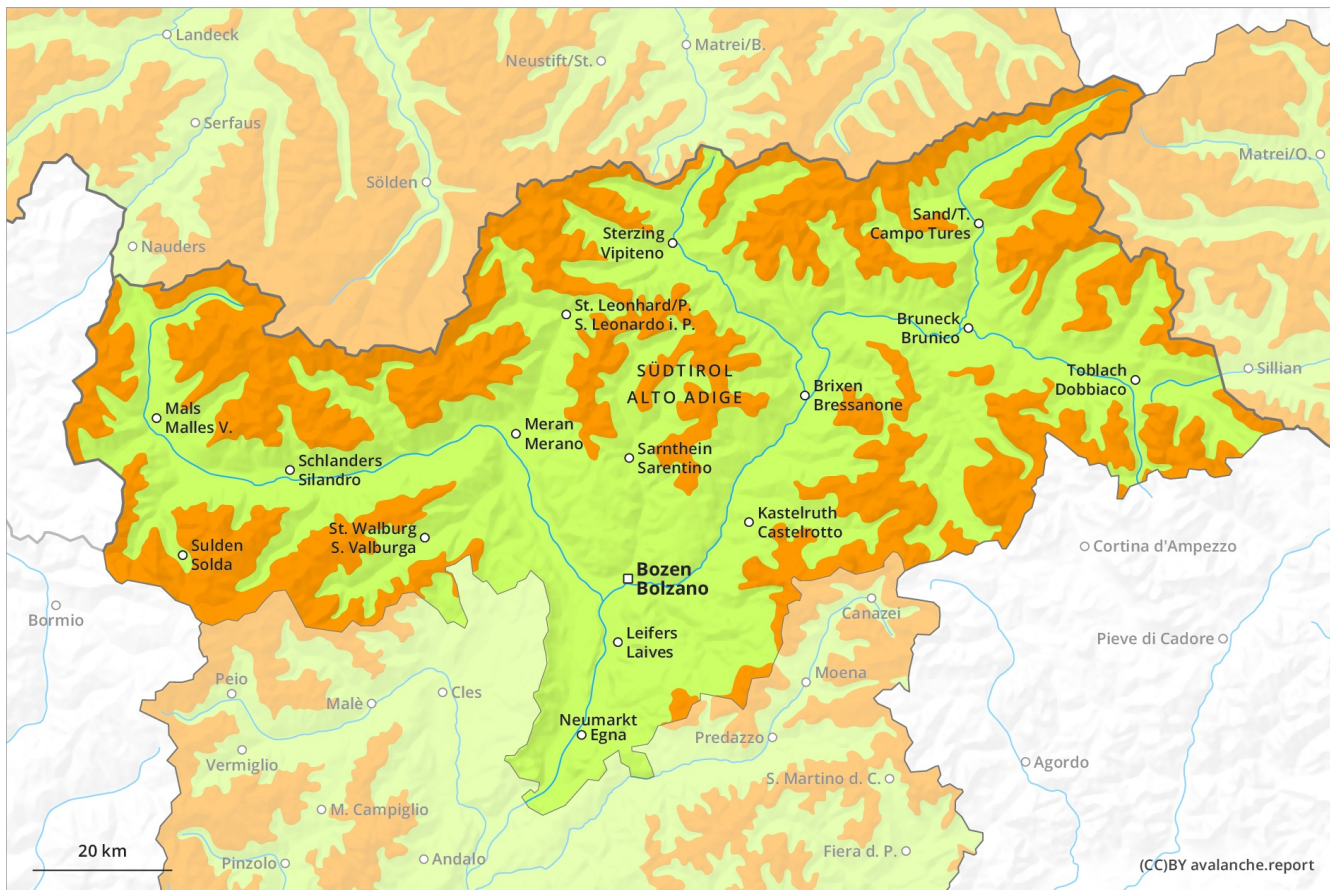 Landeck
Matrei/B.
Neustift/St.
Serfaus
Matrei/O.
Sölden
Sand/T.
Campo Tures
Sterzing
Vipiteno
Nauders
St. Leonhard/P.
S. Leonardo i. P.
Bruneck
Brunico
SÜDTIROL
ALTO ADIGE
Toblach
Dobbiaco
Sillian
Brixen
Bressanone
Mals
Malles V.
Meran
Merano
Schlanders
Silandro
Sarnthein
Sarentino
Kastelruth
Castelrotto
St. Walburg
S. Valburga
Sulden
Solda
Cortina d'Ampezzo
Bozen
Bolzano
Bormio
Canazei
Leifers
Laives
Pieve di Cadore
Peio
Moena
Cles
Malè
Neumarkt
Egna
Predazzo
Vermiglio
Agordo
S. Martino d. C.
M. Campiglio
20 km
Andalo
Fiera d. P.
Pinzolo
(CC)BY avalanche.report